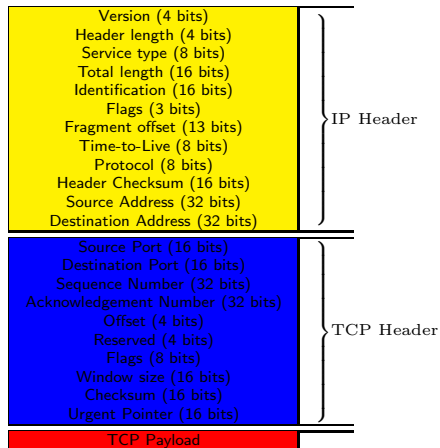 Version (4 bits)
Header length (4 bits)
Service type (8 bits)
Total length (16 bits)
Identification (16 bits)
Flags (3 bits)
Fragment offset (13 bits)
Time-to-Live (8 bits)
Protocol (8 bits)
Header Checksum (16 bits)
Source Address (32 bits)
Destination Address (32 bits)
IP Header
Source Port (16 bits)
Destination Port (16 bits)
Sequence Number (32 bits)
Acknowledgement Number (32 bits)
Offset (4 bits)
Reserved (4 bits)
Flags (8 bits)
Window size (16 bits)
Checksum (16 bits)
Urgent Pointer (16 bits)
TCP Header
TCP Payload